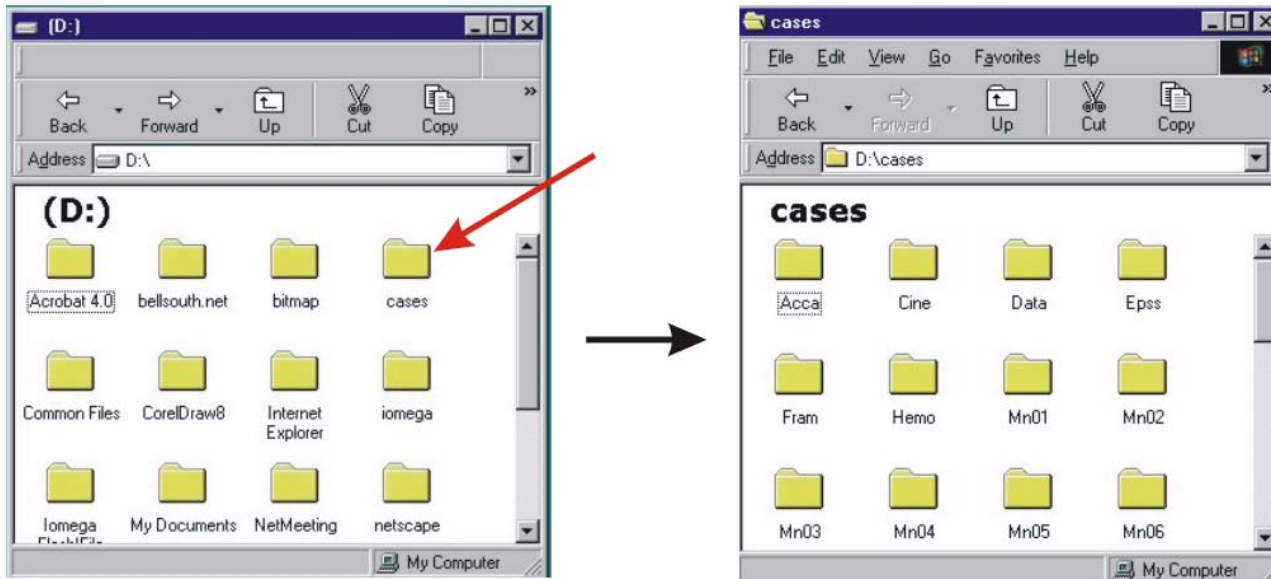 (D:)
Back Forward Up Cut Copy »
Address D:\
(D:)
Acrobat 4.0 bellsouth.net bitmap cases
Common Files CorelDraw8 Internet Explorer iomega
Iomega My Documents NetMeeting netscape
My Computer
cases
File Edit View Go Favorites Help
Back Forward Up Cut Copy »
Address D:\cases
cases
Acca Cine Data Epss
Fram Hemo Mn01 Mn02
Mn03 Mn04 Mn05 Mn06
My Computer